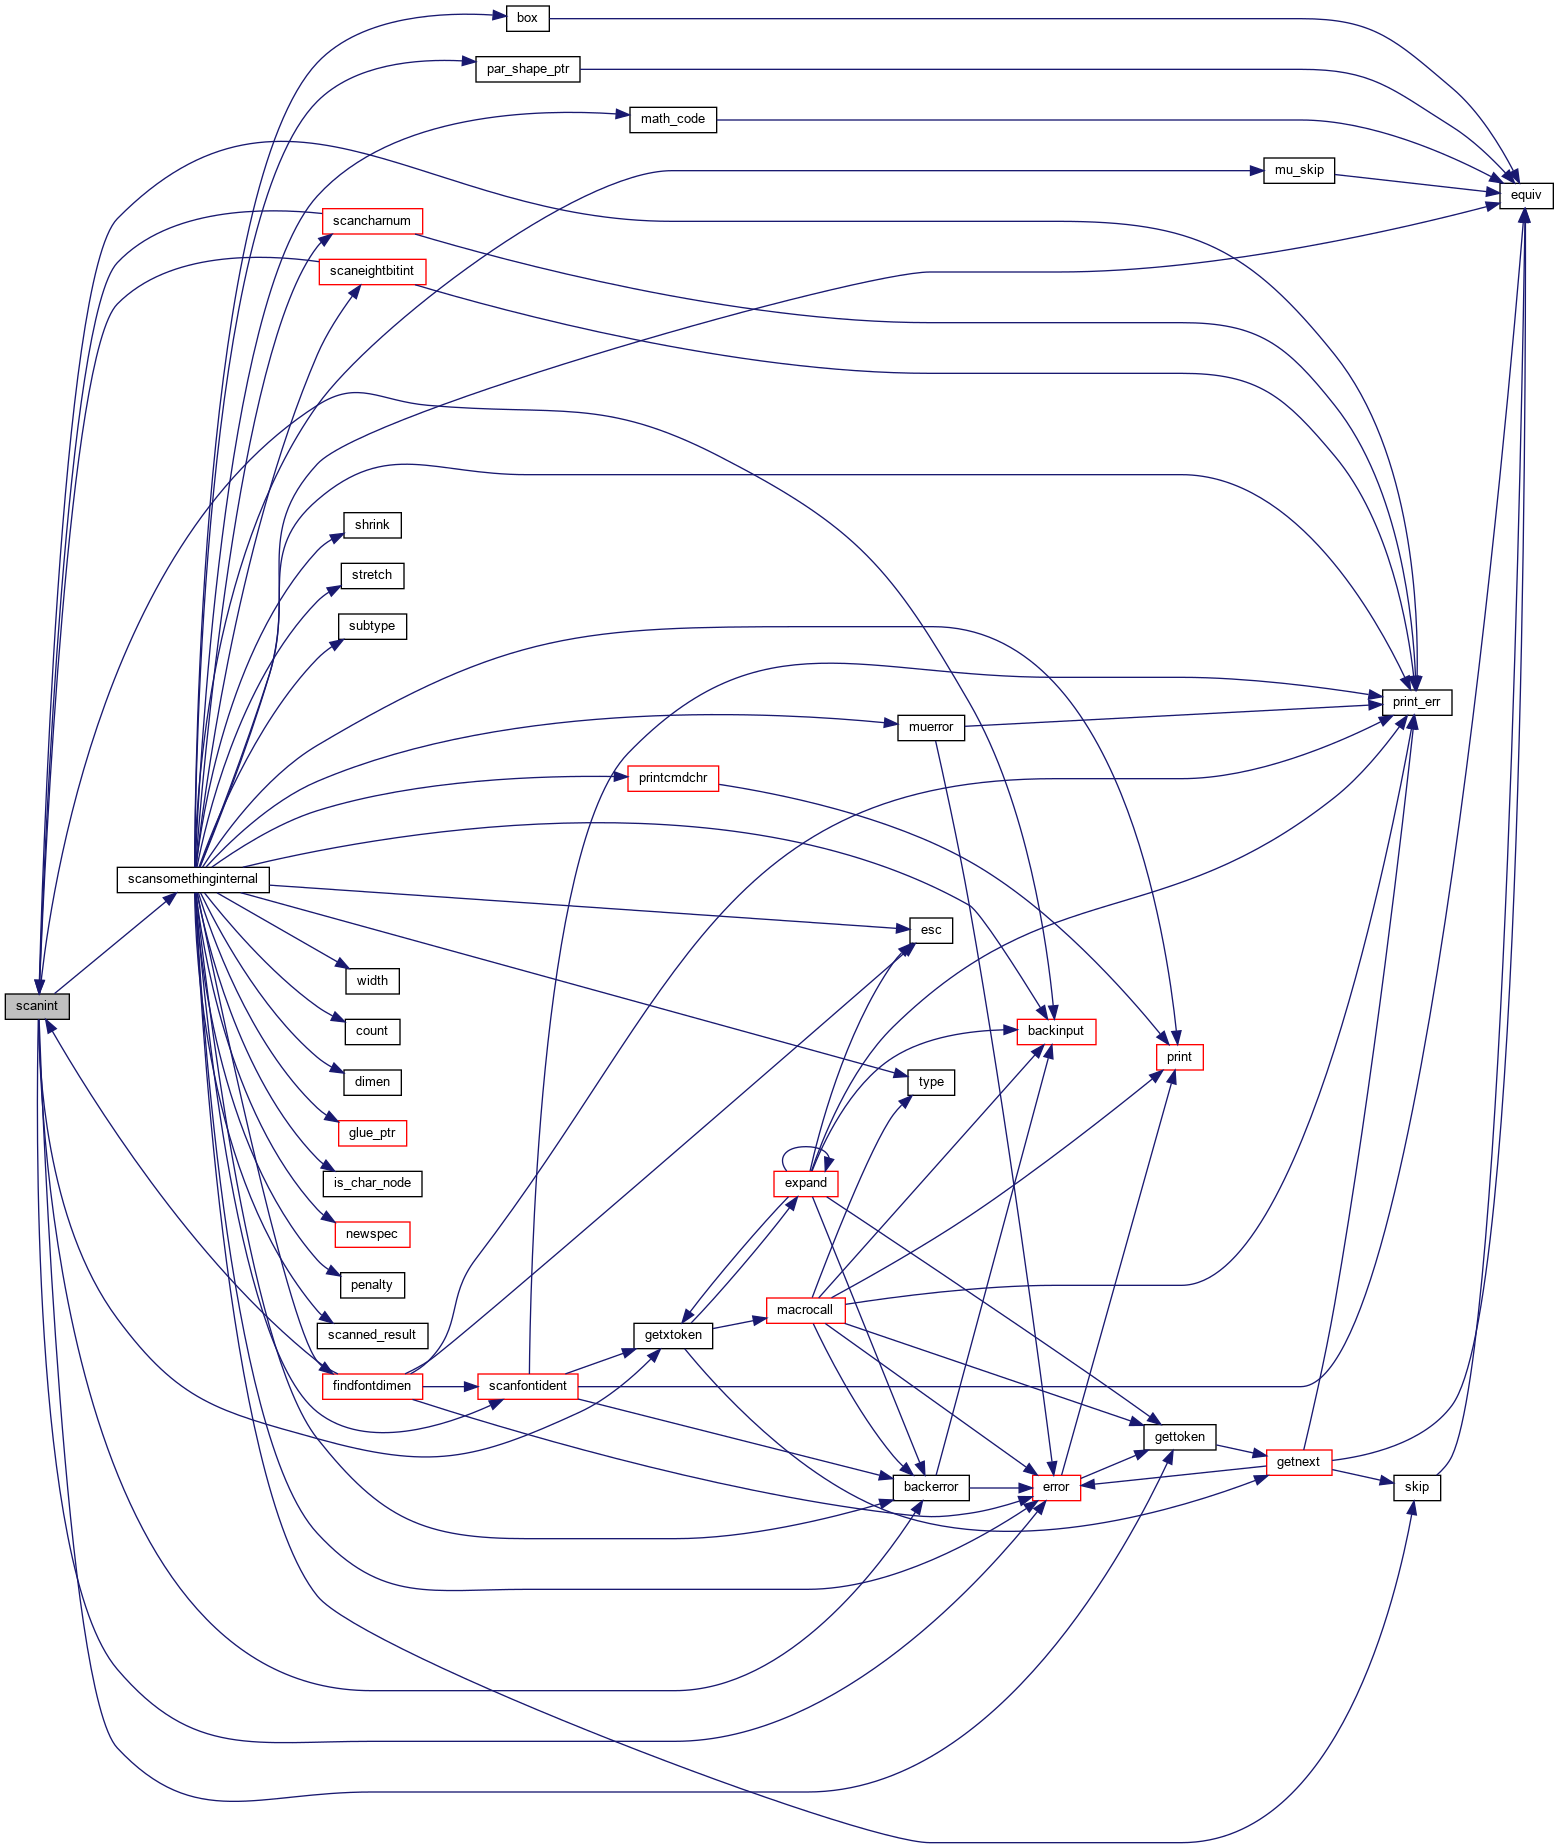 box
par_shape_ptr
math_code
mu_skip
equiv
scancharnum
scaneightbitint
shrink
stretch
subtype
print_err
muerror
printcmdchr
scansomethinginternal
esc
width
scanint
count
backinput
print
dimen
type
glue_ptr
is_char_node
expand
newspec
penalty
macrocall
scanned_result
getxtoken
findfontdimen
scanfontident
gettoken
getnext
backerror
error
skip